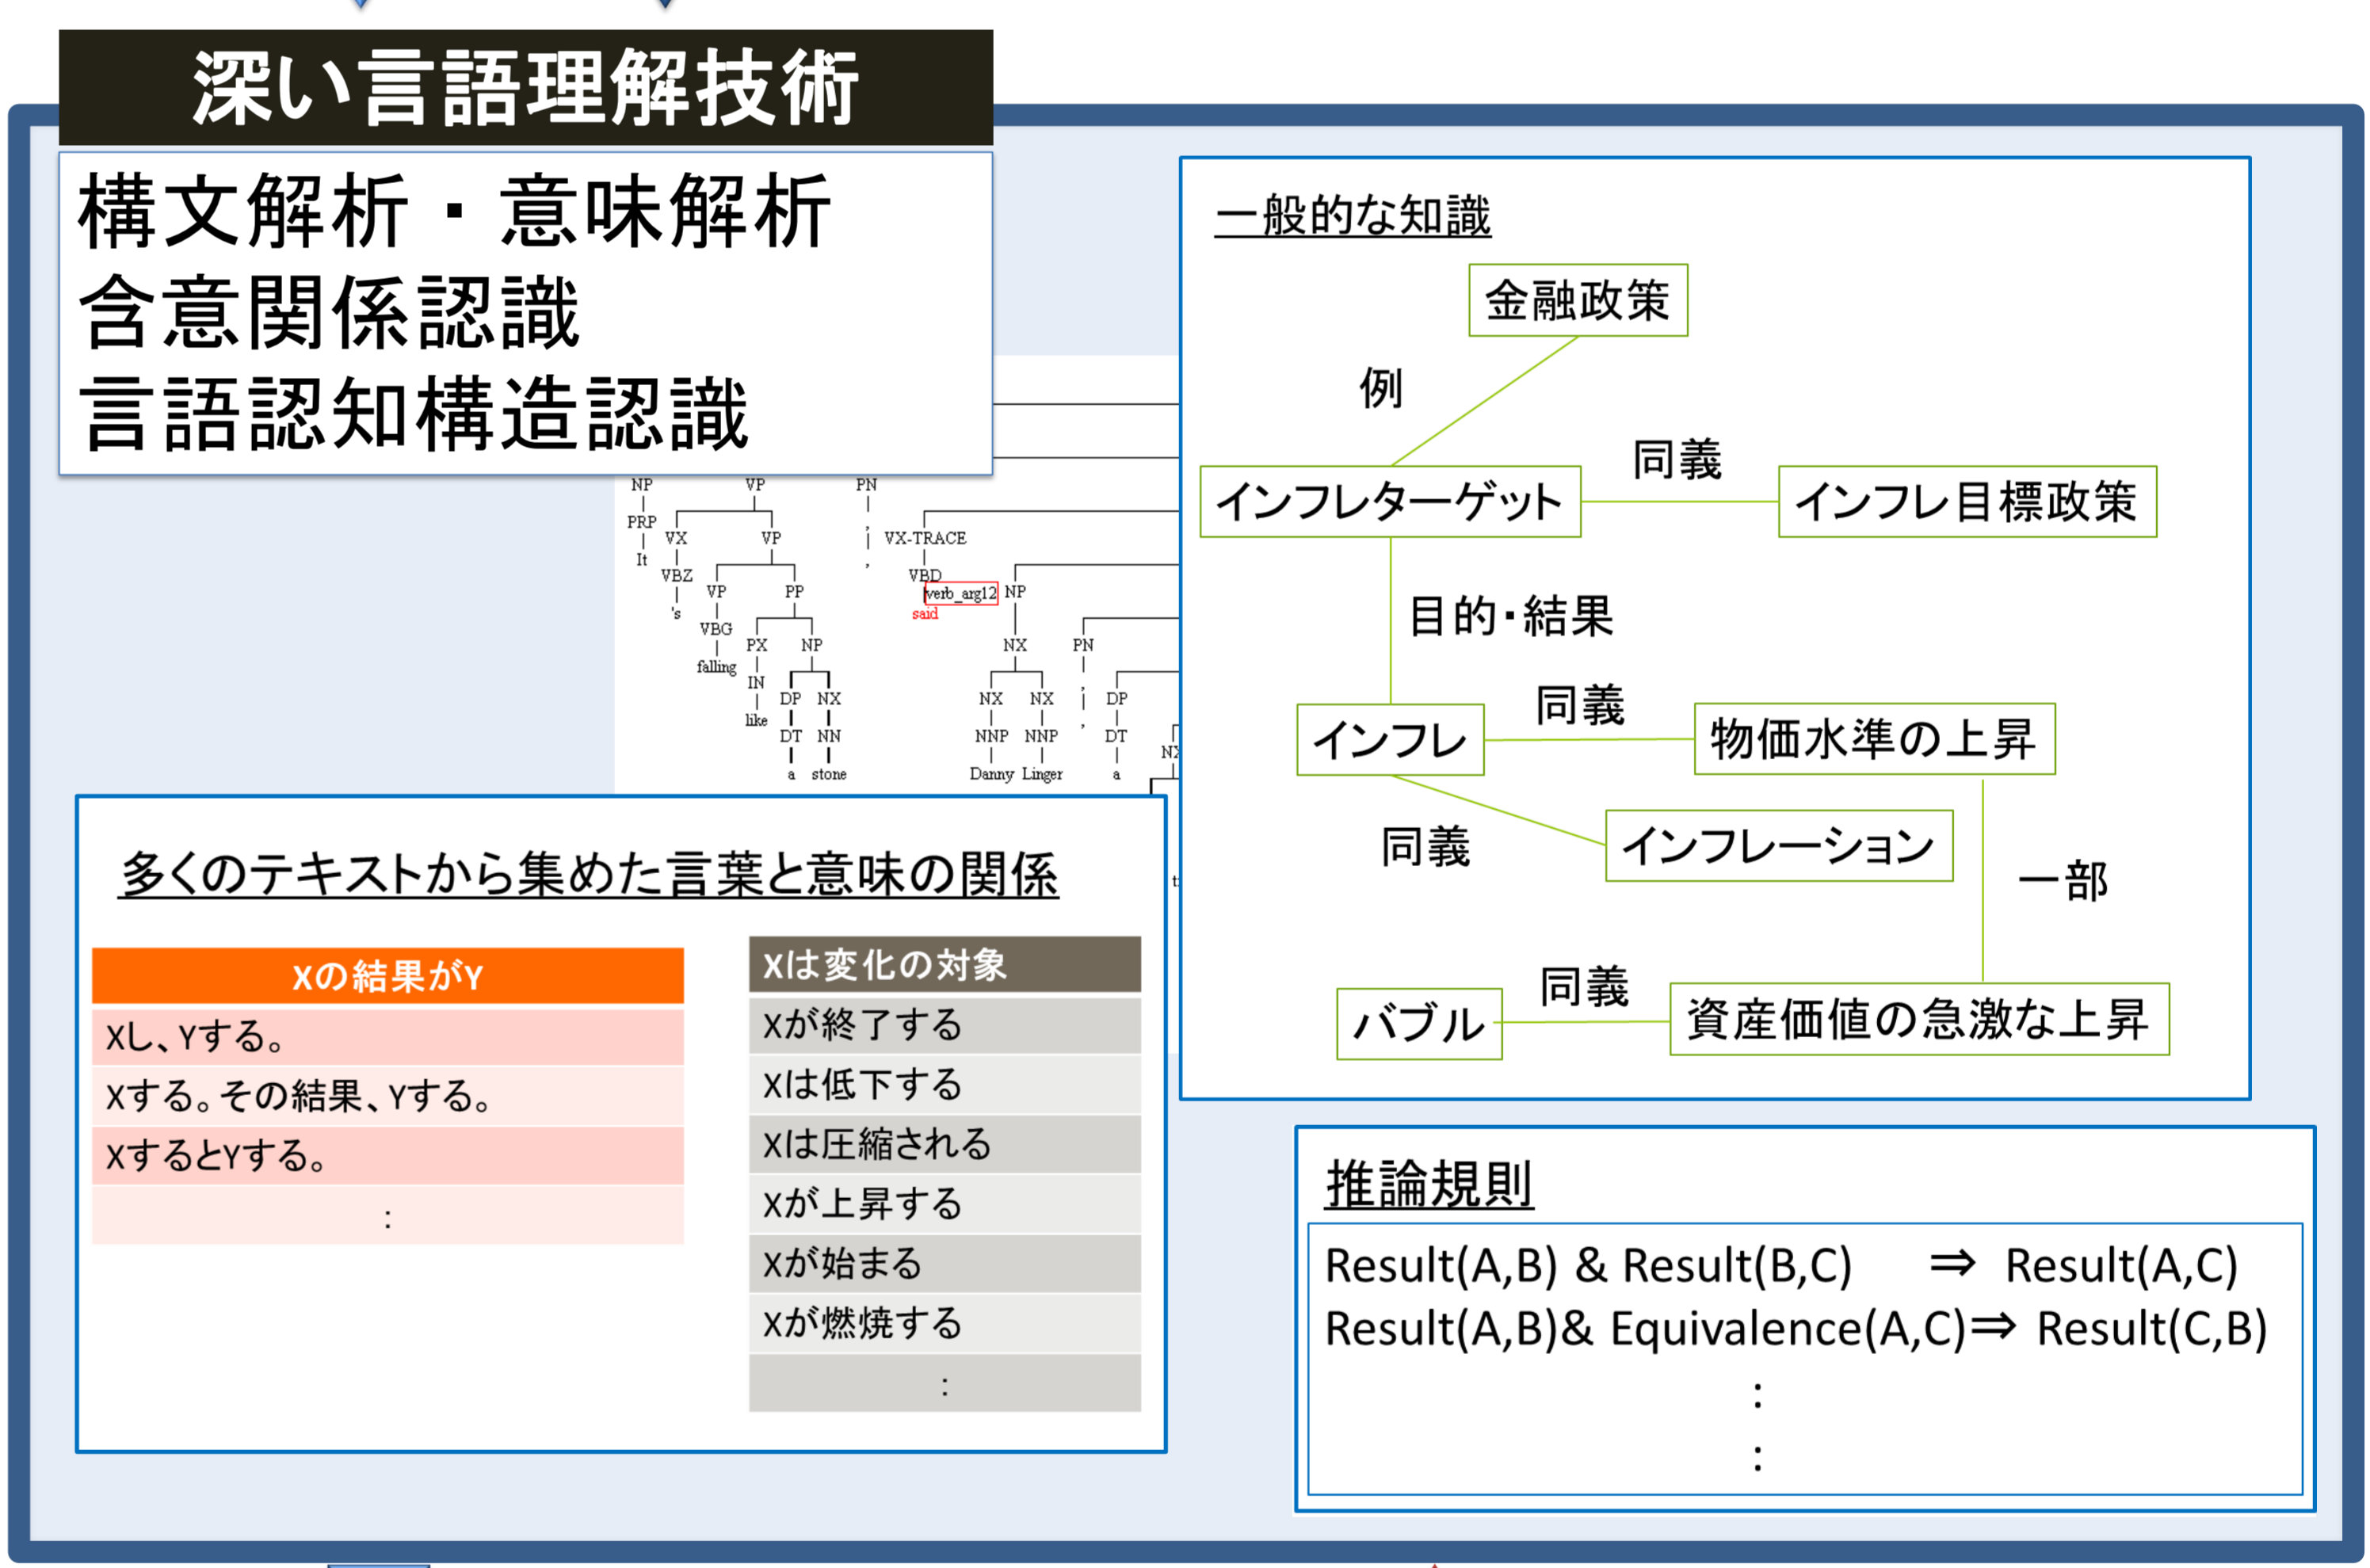 深い言語理解技術
構文解析・意味解析
含意関係認識
言語認知構造認識
NP VP PN
PRP VX VP , VX-TRACE
It VBZ VP PP , VBD verb_arg12 NP
's VBG said
PX NP NX PN
falling IN DP NX NX NX , DP
like DT NN NNP NNP , DT
a stone Danny Linger a
一般的な知識
金融政策
例
同義
インフレターゲット
インフレ目標政策
目的・結果
同義
インフレ
物価水準の上昇
同義
インフレーション
一部
同義
バブル
資産価値の急激な上昇
多くのテキストから集めた言葉と意味の関係
Xの結果がY
Xし、Yする。
Xする。その結果、Yする。
XするとYする。
:
Xは変化の対象
Xが終了する
Xは低下する
Xは圧縮される
Xが上昇する
Xが始まる
Xが燃焼する
:
推論規則
Result(A,B) & Result(B,C) ⇒ Result(A,C)
Result(A,B)& Equivalence(A,C)⇒ Result(C,B)
:
: